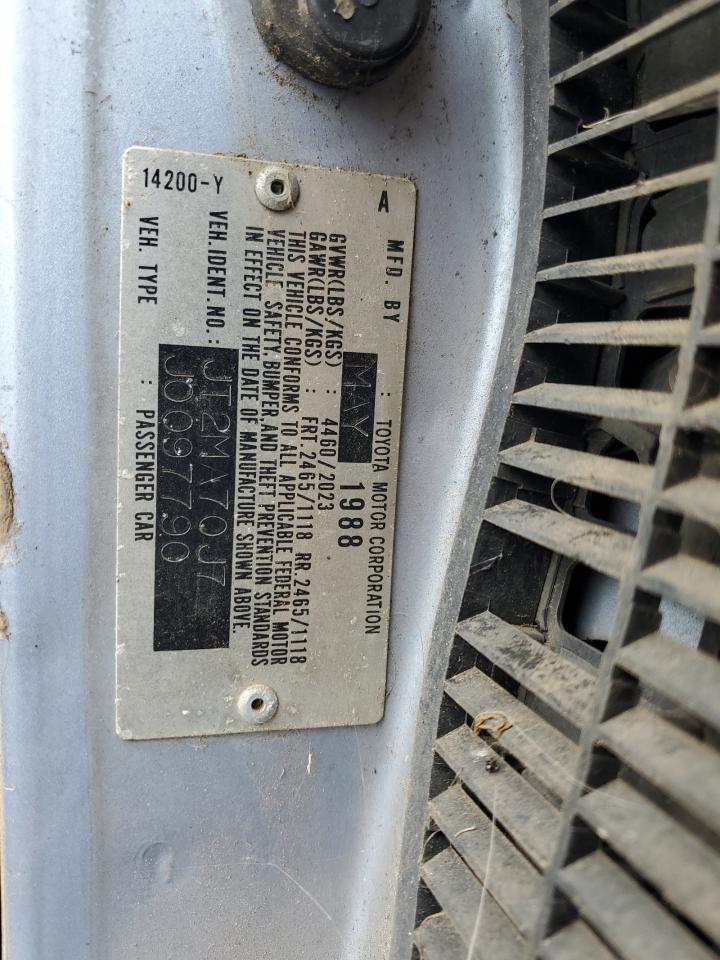 A MFD. BY : TOYOTA MOTOR CORPORATION
MAY 1988
GVWR(LBS/KGS) : 4460/2023
GAWR(LBS/KGS) : FRT.2465/1118 RR.2465/1118
THIS VEHICLE CONFORMS TO ALL APPLICABLE FEDERAL MOTOR
VEHICLE SAFETY, BUMPER, AND THEFT PREVENTION STANDARDS
IN EFFECT ON THE DATE OF MANUFACTURE SHOWN ABOVE.
VEH. IDENT. NO. : JT2MA70J7
J0097790
VEH. TYPE : PASSENGER CAR
14200-Y